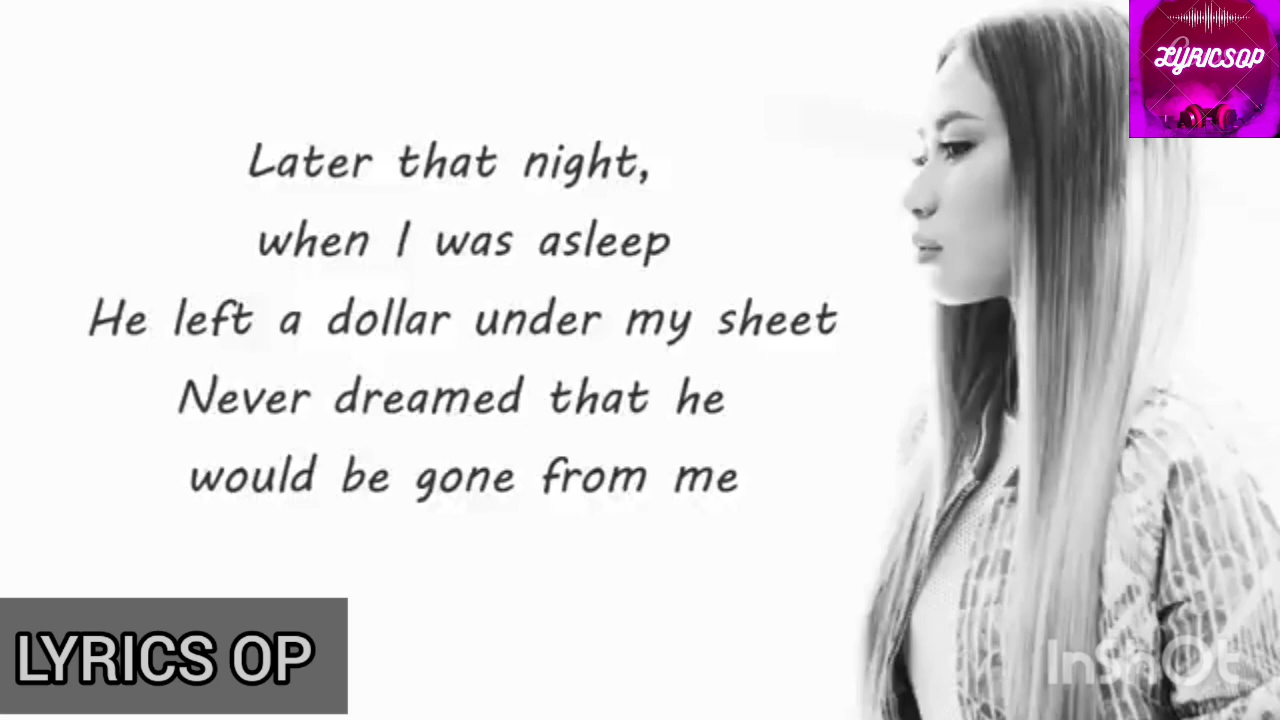 LYRICSOP
Later that night,
when I was asleep
He left a dollar under my sheet
Never dreamed that he
would be gone from me
LYRICS OP
InShOt